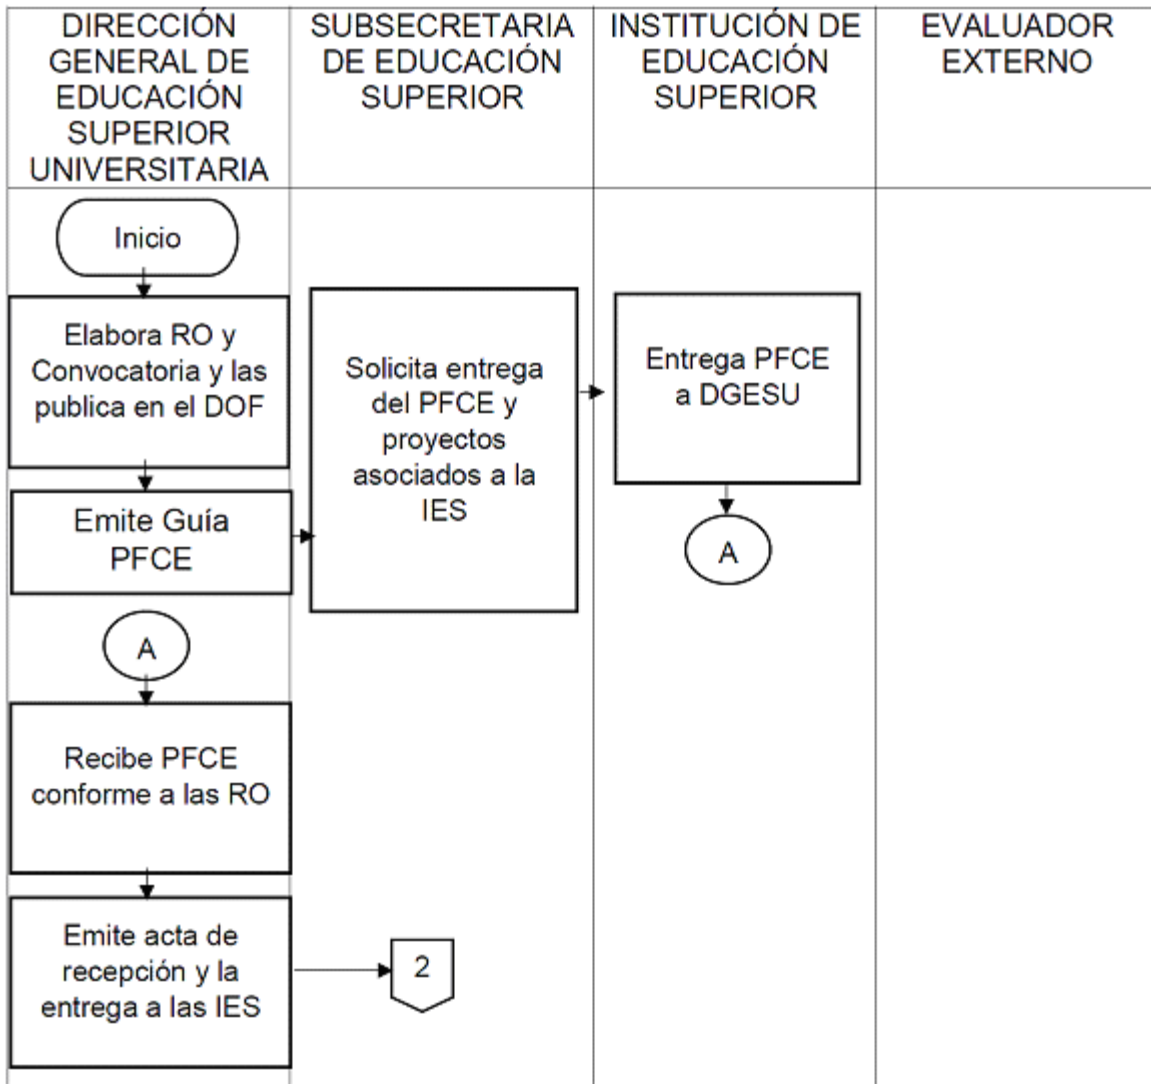 DIRECCIÓN
GENERAL DE
EDUCACIÓN
SUPERIOR
UNIVERSITARIA
SUBSECRETARIA
DE EDUCACIÓN
SUPERIOR
INSTITUCIÓN DE
EDUCACIÓN
SUPERIOR
EVALUADOR
EXTERNO
Inicio
Elabora RO y
Convocatoria y las
publica en el DOF
Emite Guía
PFCE
Solicita entrega
del PFCE y
proyectos
asociados a la
IES
Entrega PFCE
a DGESU
A
A
Recibe PFCE
conforme a las RO
Emite acta de
recepción y la
entrega a las IES
2